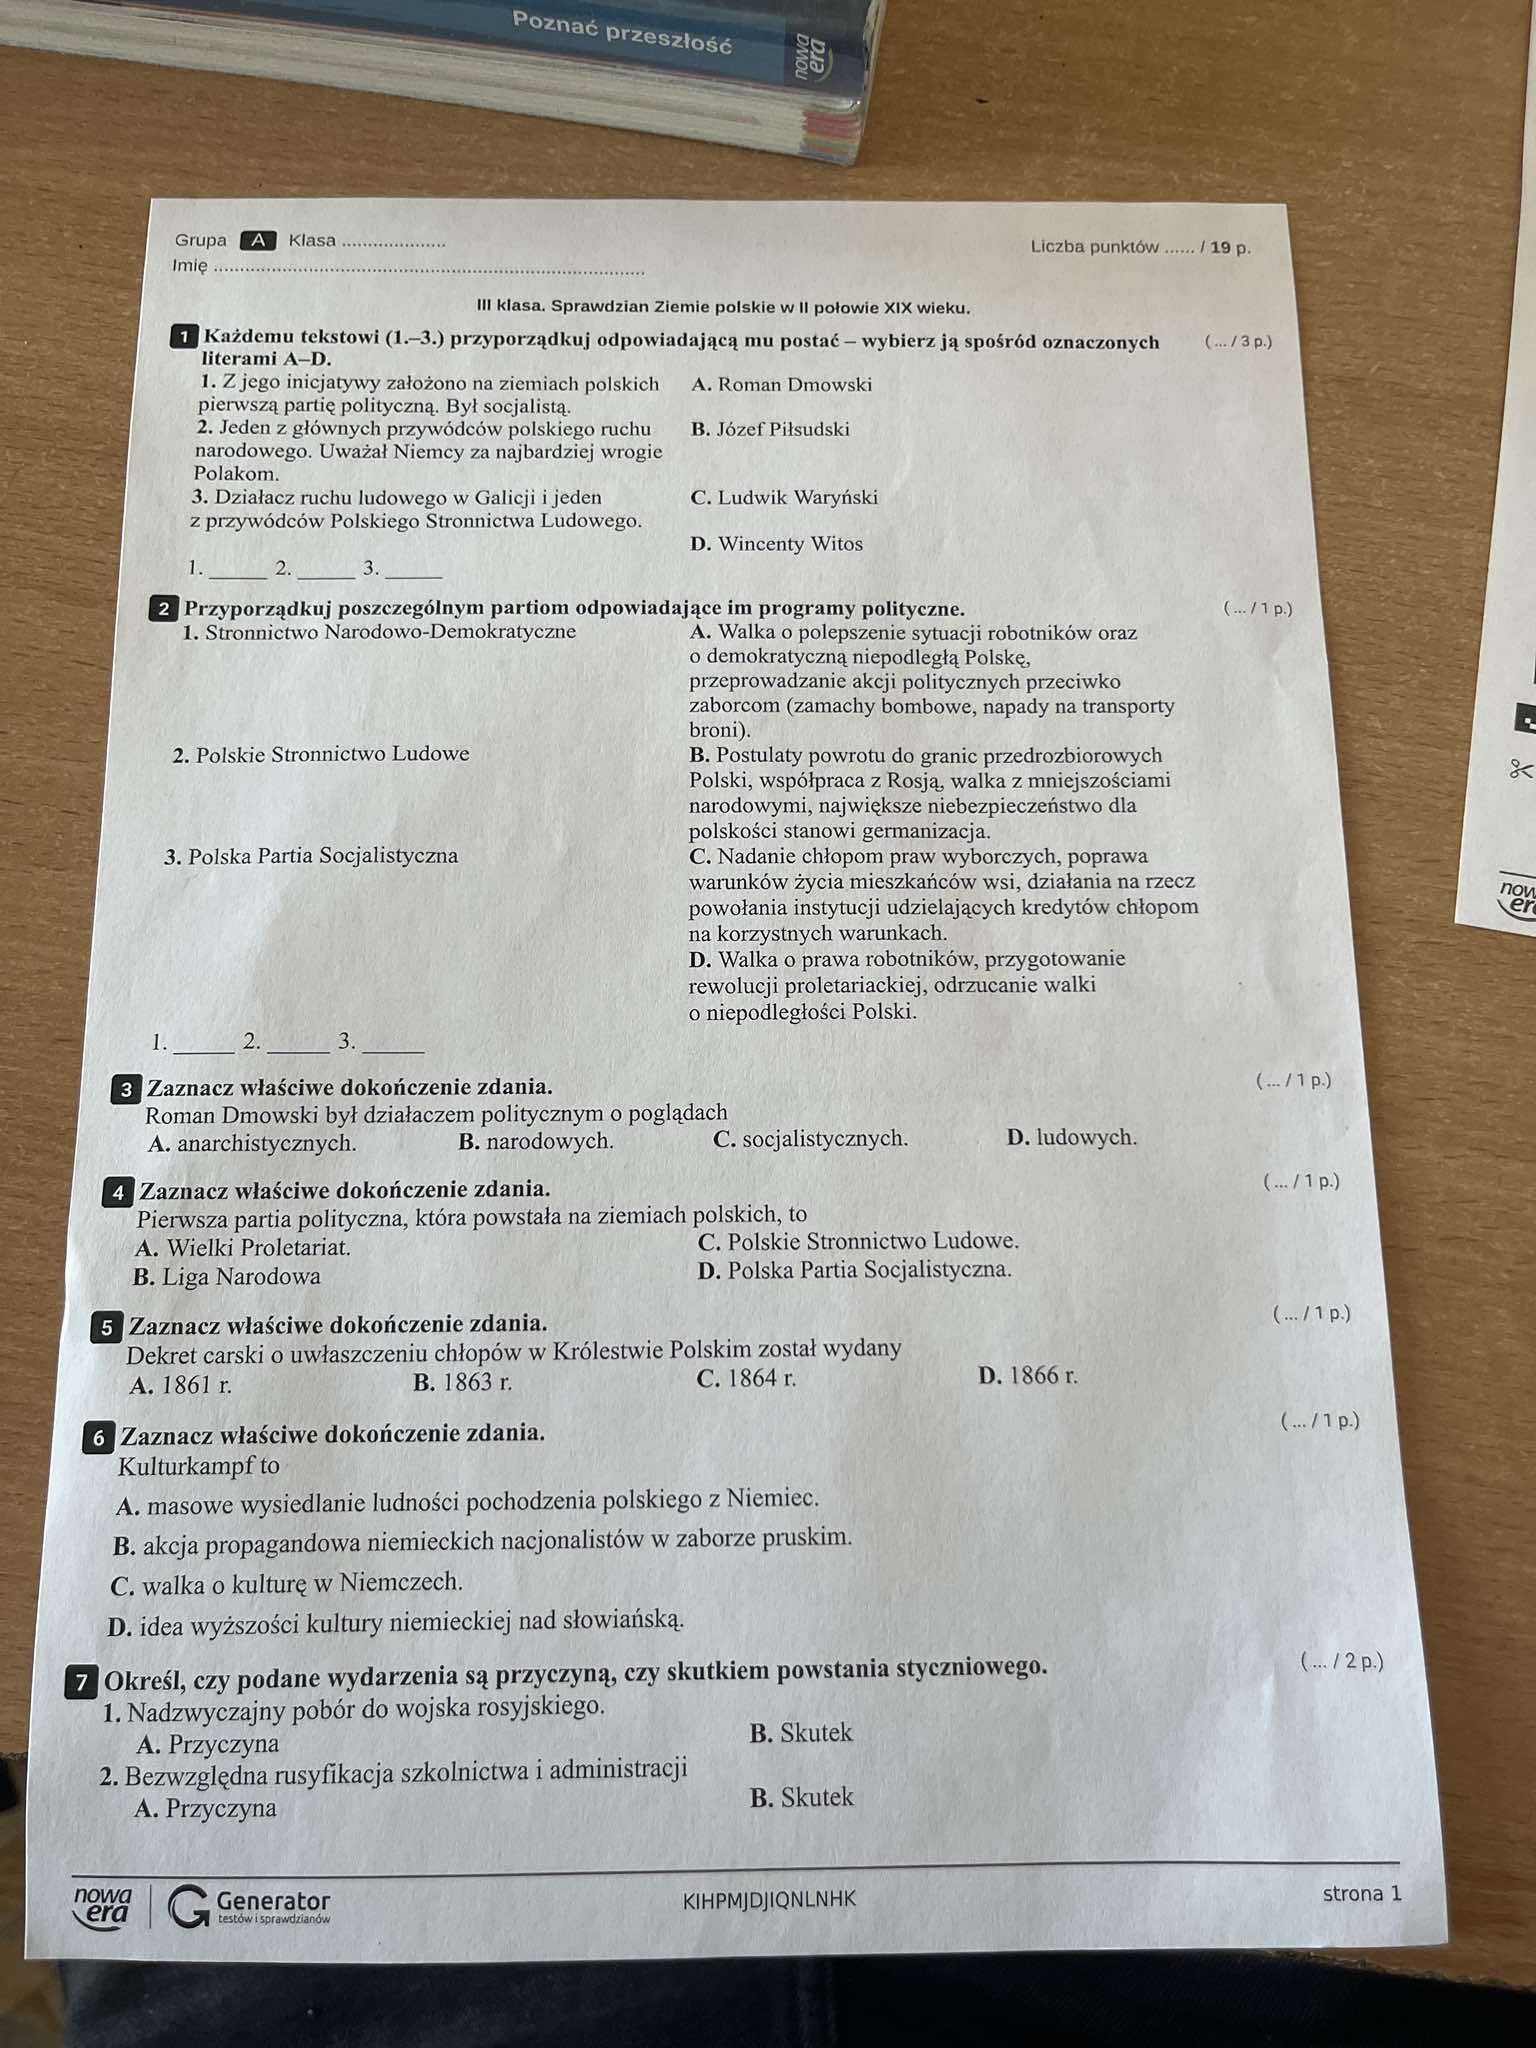 Poznać przeszłość
nowa
era
Grupa A Klasa .....................
Liczba punktów ...... / 19 p.
Imię ..................................................................................
III klasa. Sprawdzian Ziemie polskie w II połowie XIX wieku.
1 Każdemu tekstowi (1.–3.) przyporządkuj odpowiadającą mu postać – wybierz ją spośród oznaczonych ( ... / 3 p.)
literami A–D.
1. Z jego inicjatywy założono na ziemiach polskich A. Roman Dmowski
pierwszą partię polityczną. Był socjalistą.
2. Jeden z głównych przywódców polskiego ruchu B. Józef Piłsudski
narodowego. Uważał Niemcy za najbardziej wrogie
Polakom.
3. Działacz ruchu ludowego w Galicji i jeden C. Ludwik Waryński
z przywódców Polskiego Stronnictwa Ludowego.
D. Wincenty Witos
1. _____ 2. _____ 3. _____
2 Przyporządkuj poszczególnym partiom odpowiadające im programy polityczne. ( ... / 1 p.)
1. Stronnictwo Narodowo-Demokratyczne A. Walka o polepszenie sytuacji robotników oraz
o demokratyczną niepodległą Polskę,
przeprowadzanie akcji politycznych przeciwko
zaborcom (zamachy bombowe, napady na transporty
broni).
2. Polskie Stronnictwo Ludowe B. Postulaty powrotu do granic przedrozbiorowych
Polski, współpraca z Rosją, walka z mniejszościami
narodowymi, największe niebezpieczeństwo dla
polskości stanowi germanizacja.
3. Polska Partia Socjalistyczna C. Nadanie chłopom praw wyborczych, poprawa
warunków życia mieszkańców wsi, działania na rzecz
powołania instytucji udzielających kredytów chłopom
na korzystnych warunkach.
D. Walka o prawa robotników, przygotowanie
rewolucji proletariackiej, odrzucanie walki
o niepodległości Polski.
1. _____ 2. _____ 3. _____
3 Zaznacz właściwe dokończenie zdania. ( ... / 1 p.)
Roman Dmowski był działaczem politycznym o poglądach
A. anarchistycznych. B. narodowych. C. socjalistycznych. D. ludowych.
4 Zaznacz właściwe dokończenie zdania. ( ... / 1 p.)
Pierwsza partia polityczna, która powstała na ziemiach polskich, to
A. Wielki Proletariat. C. Polskie Stronnictwo Ludowe.
B. Liga Narodowa D. Polska Partia Socjalistyczna.
5 Zaznacz właściwe dokończenie zdania. ( ... / 1 p.)
Dekret carski o uwłaszczeniu chłopów w Królestwie Polskim został wydany
A. 1861 r. B. 1863 r. C. 1864 r. D. 1866 r.
6 Zaznacz właściwe dokończenie zdania. ( ... / 1 p.)
Kulturkampf to
A. masowe wysiedlanie ludności pochodzenia polskiego z Niemiec.
B. akcja propagandowa niemieckich nacjonalistów w zaborze pruskim.
C. walka o kulturę w Niemczech.
D. idea wyższości kultury niemieckiej nad słowiańską.
7 Określ, czy podane wydarzenia są przyczyną, czy skutkiem powstania styczniowego. ( ... / 2 p.)
1. Nadzwyczajny pobór do wojska rosyjskiego.
A. Przyczyna B. Skutek
2. Bezwzględna rusyfikacja szkolnictwa i administracji
A. Przyczyna B. Skutek
nowa
era
Generator
testów i sprawdzianów
KIHPMJDJIQNLNHK
strona 1